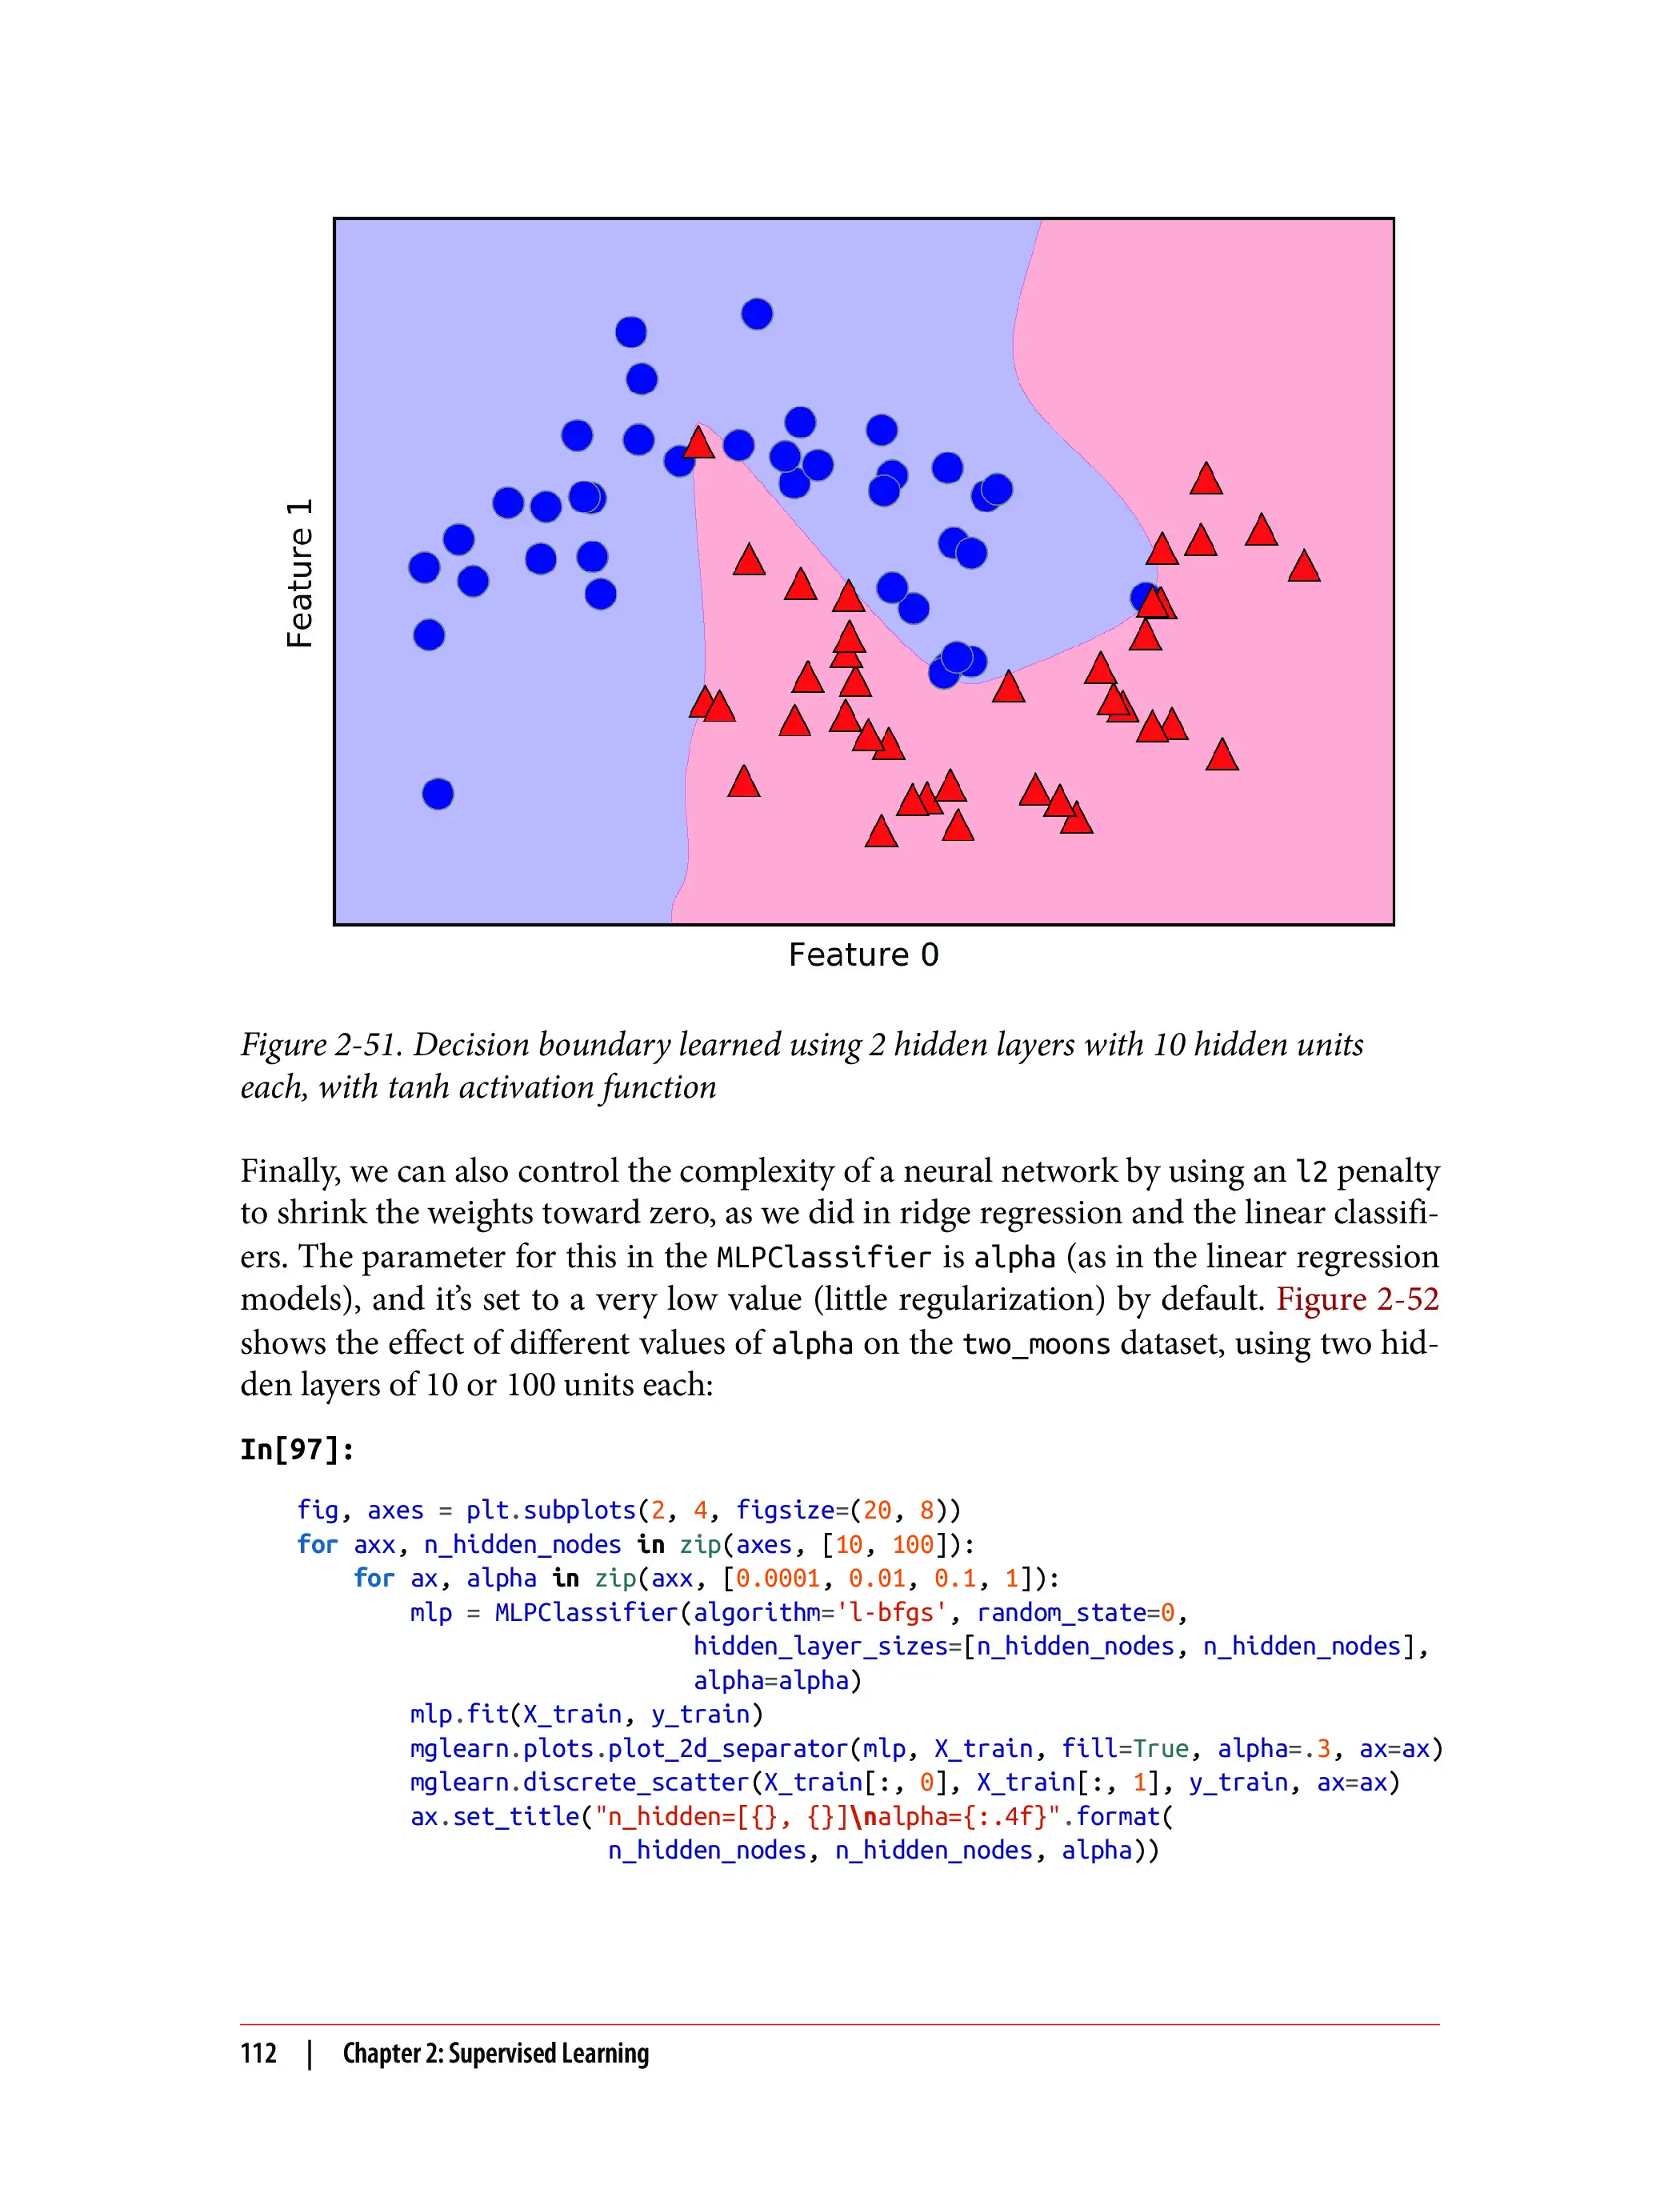 Feature 1
Feature 0
Figure 2-51. Decision boundary learned using 2 hidden layers with 10 hidden units
each, with tanh activation function
Finally, we can also control the complexity of a neural network by using an l2 penalty
to shrink the weights toward zero, as we did in ridge regression and the linear classifi-
ers. The parameter for this in the MLPClassifier is alpha (as in the linear regression
models), and it’s set to a very low value (little regularization) by default. Figure 2-52
shows the effect of different values of alpha on the two_moons dataset, using two hid-
den layers of 10 or 100 units each:
In[97]:
fig, axes = plt.subplots(2, 4, figsize=(20, 8))
for axx, n_hidden_nodes in zip(axes, [10, 100]):
    for ax, alpha in zip(axx, [0.0001, 0.01, 0.1, 1]):
        mlp = MLPClassifier(algorithm='l-bfgs', random_state=0,
                            hidden_layer_sizes=[n_hidden_nodes, n_hidden_nodes],
                            alpha=alpha)
        mlp.fit(X_train, y_train)
        mglearn.plots.plot_2d_separator(mlp, X_train, fill=True, alpha=.3, ax=ax)
        mglearn.discrete_scatter(X_train[:, 0], X_train[:, 1], y_train, ax=ax)
        ax.set_title("n_hidden=[{}, {}]\nalpha={:.4f}".format(
                      n_hidden_nodes, n_hidden_nodes, alpha))
112 | Chapter 2: Supervised Learning